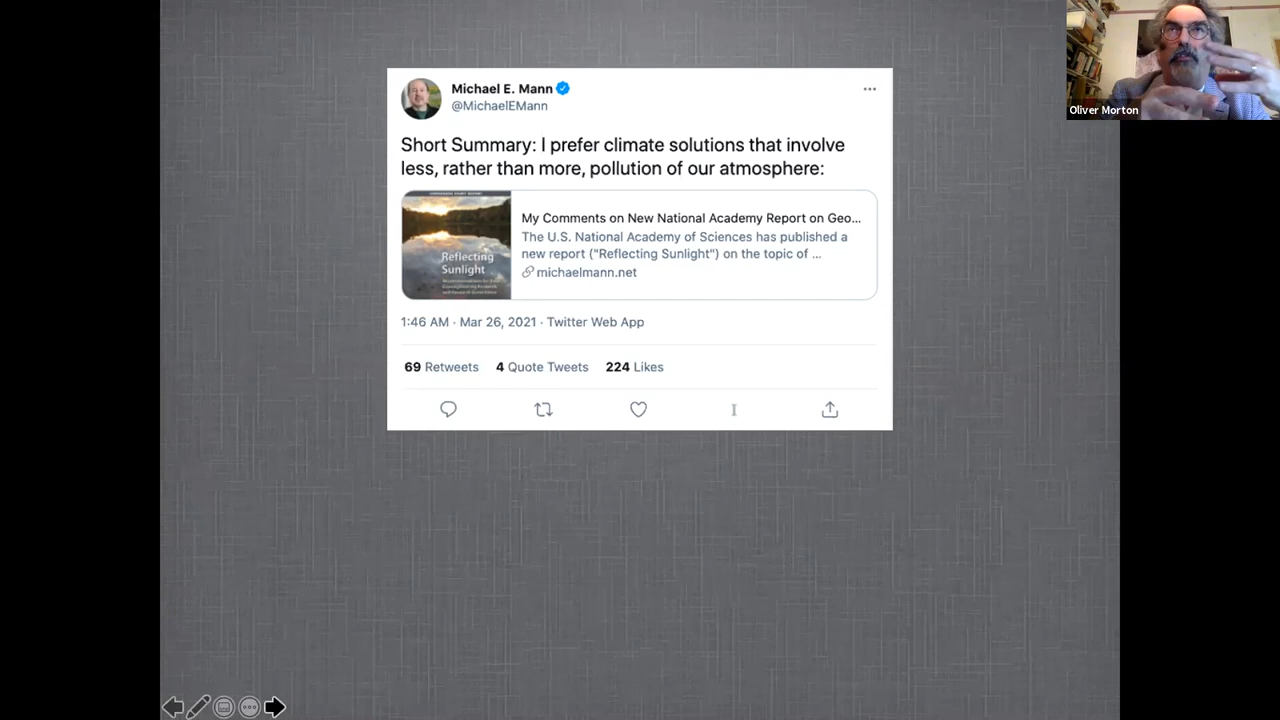 Michael E. Mann
@MichaelEMann
Short Summary: I prefer climate solutions that involve
less, rather than more, pollution of our atmosphere:
Reflecting
Sunlight
My Comments on New National Academy Report on Geo...
The U.S. National Academy of Sciences has published a
new report ("Reflecting Sunlight") on the topic of ...
michaelmann.net
1:46 AM · Mar 26, 2021 · Twitter Web App
69 Retweets 4 Quote Tweets 224 Likes
Oliver Morton